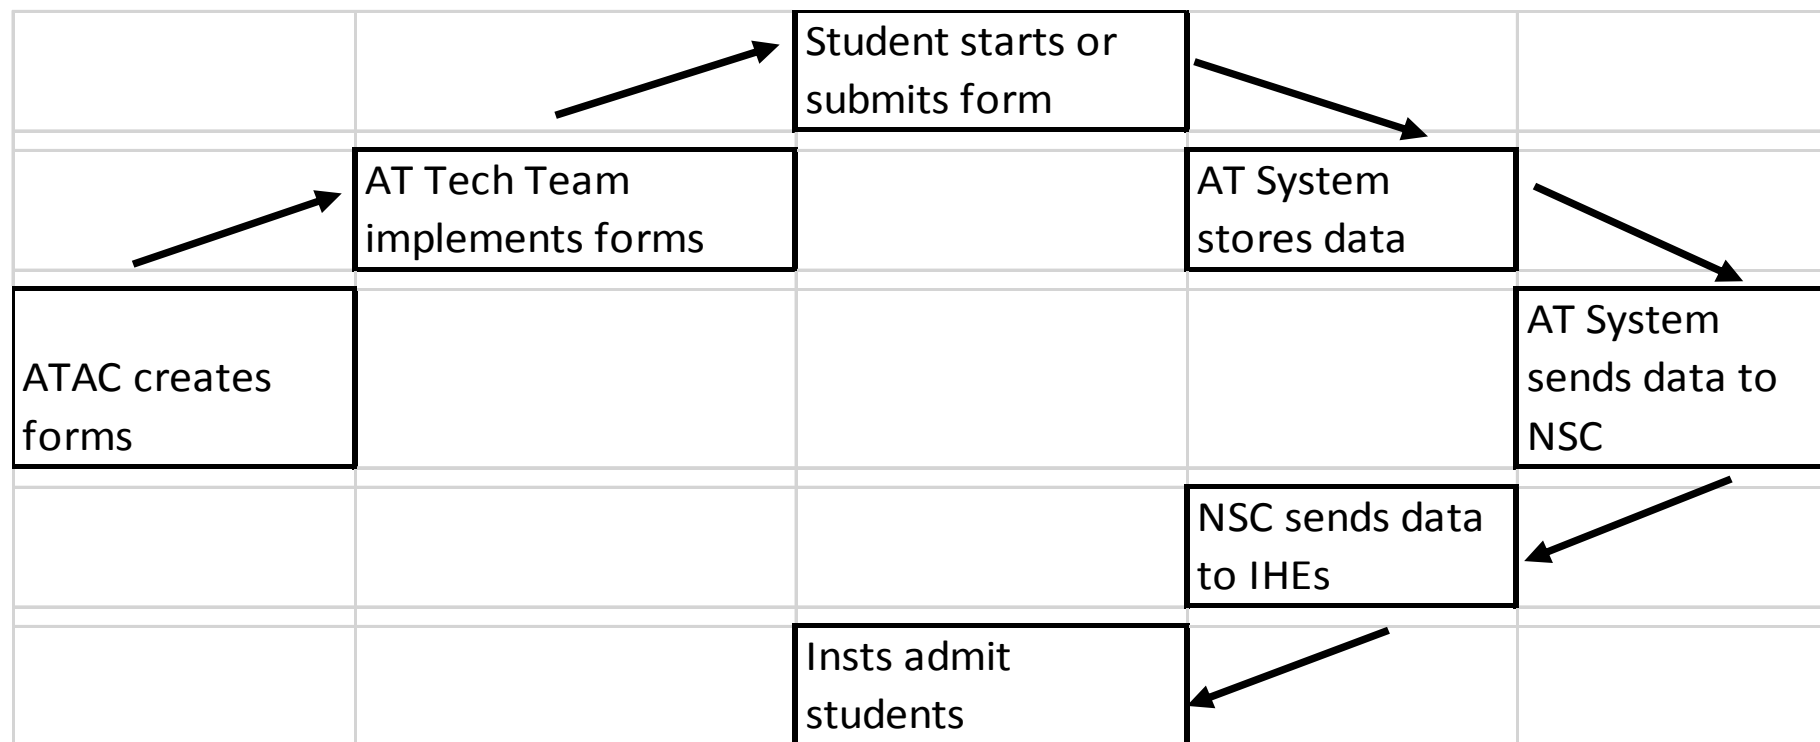 Student starts or
submits form
AT Tech Team
implements forms
AT System
stores data
ATAC creates
forms
AT System
sends data to
NSC
NSC sends data
to IHEs
Insts admit
students